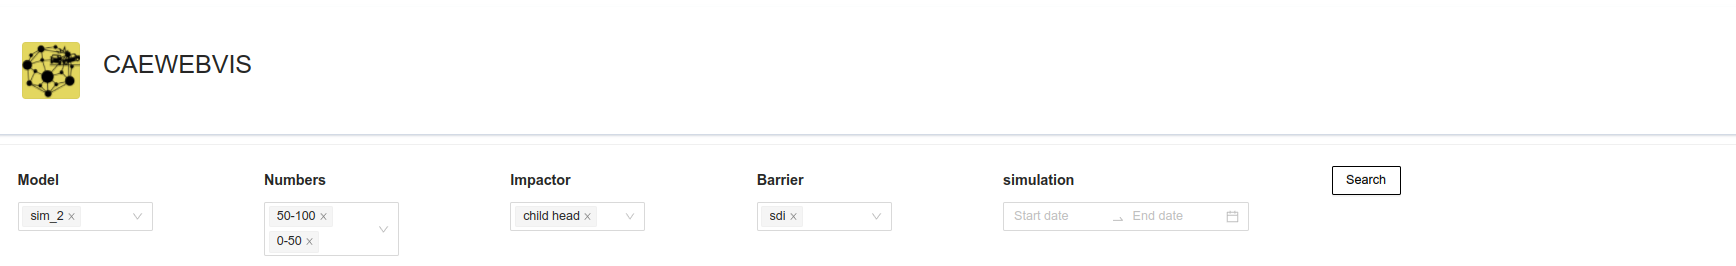 CAEWEBVIS
Model Numbers Impactor Barrier simulation Search
sim_2 50-100 child head sdi Start date End date
0-50